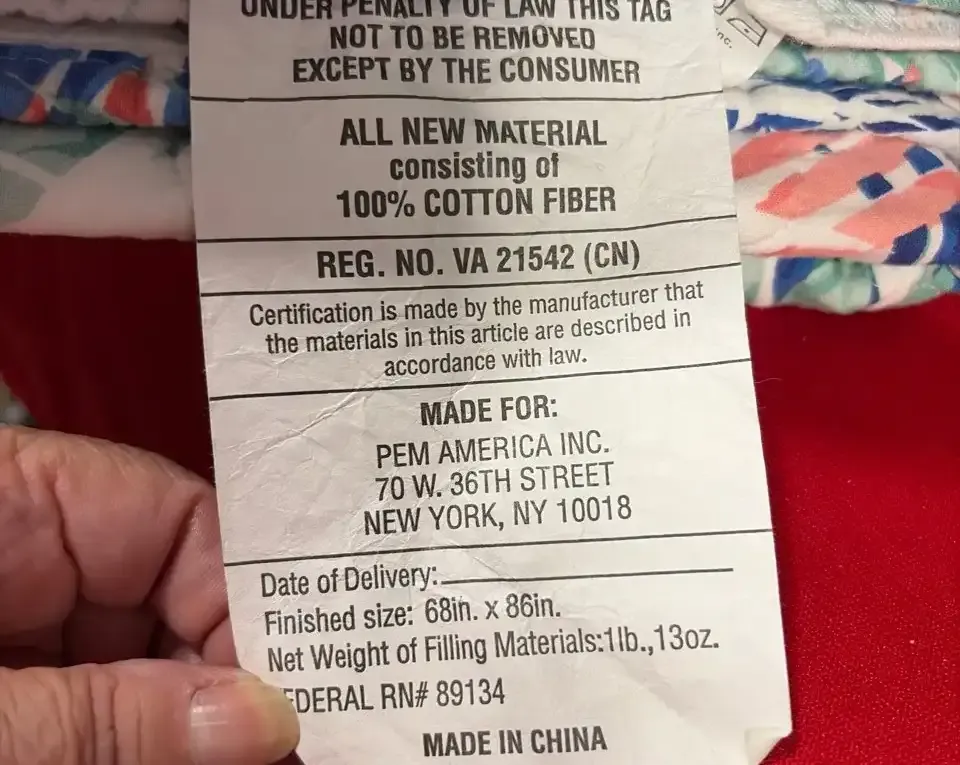 UNDER PENALTY OF LAW THIS TAG
NOT TO BE REMOVED
EXCEPT BY THE CONSUMER
ALL NEW MATERIAL
consisting of
100% COTTON FIBER
REG. NO. VA 21542 (CN)
Certification is made by the manufacturer that
the materials in this article are described in
accordance with law.
MADE FOR:
PEM AMERICA INC.
70 W. 36TH STREET
NEW YORK, NY 10018
Date of Delivery:
Finished size: 68in. x 86in.
Net Weight of Filling Materials:1lb.,13oz.
EDERAL RN# 89134
MADE IN CHINA
nc.